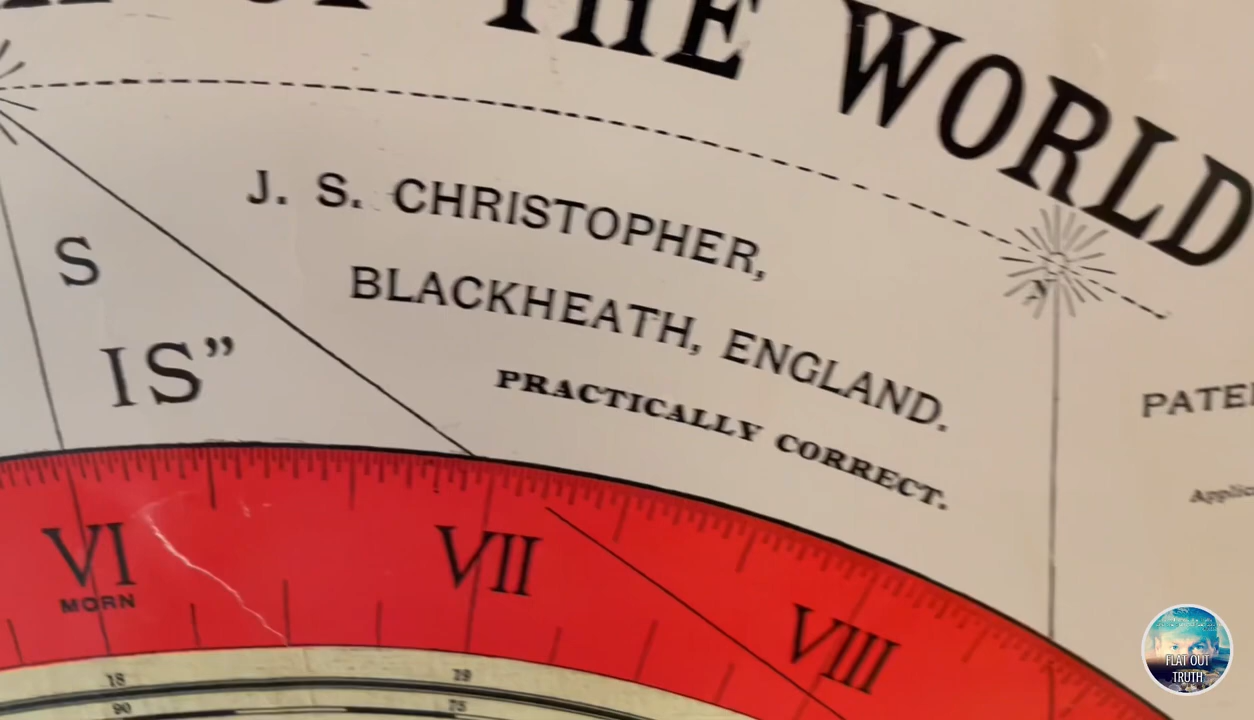 THE WORLD
J. S. CHRISTOPHER,
BLACKHEATH, ENGLAND.
PRACTICALLY CORRECT.
S
IS”
VI
MORN
VII
VIII
18
19
90
75
FLAT OUT
TRUTH